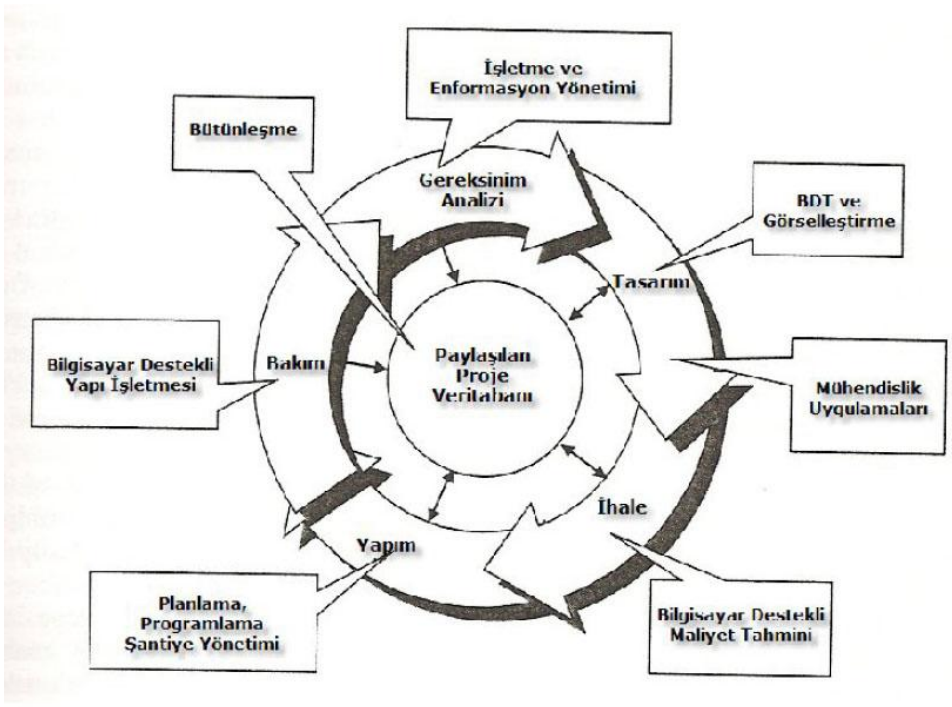 İşletme ve
Enformasyon Yönetimi
Bütünleşme
Gereksinim
Analizi
BDT ve
Görselleştirme
Tasarım
Bilgisayar Destekli
Yapı İşletmesi
Bakım
Paylaşılan
Proje
Veritabanı
Mühendislik
Uygulamaları
İhale
Yapım
Planlama,
Programlama
Şantiye Yönetimi
Bilgisayar Destekli
Maliyet Tahmini